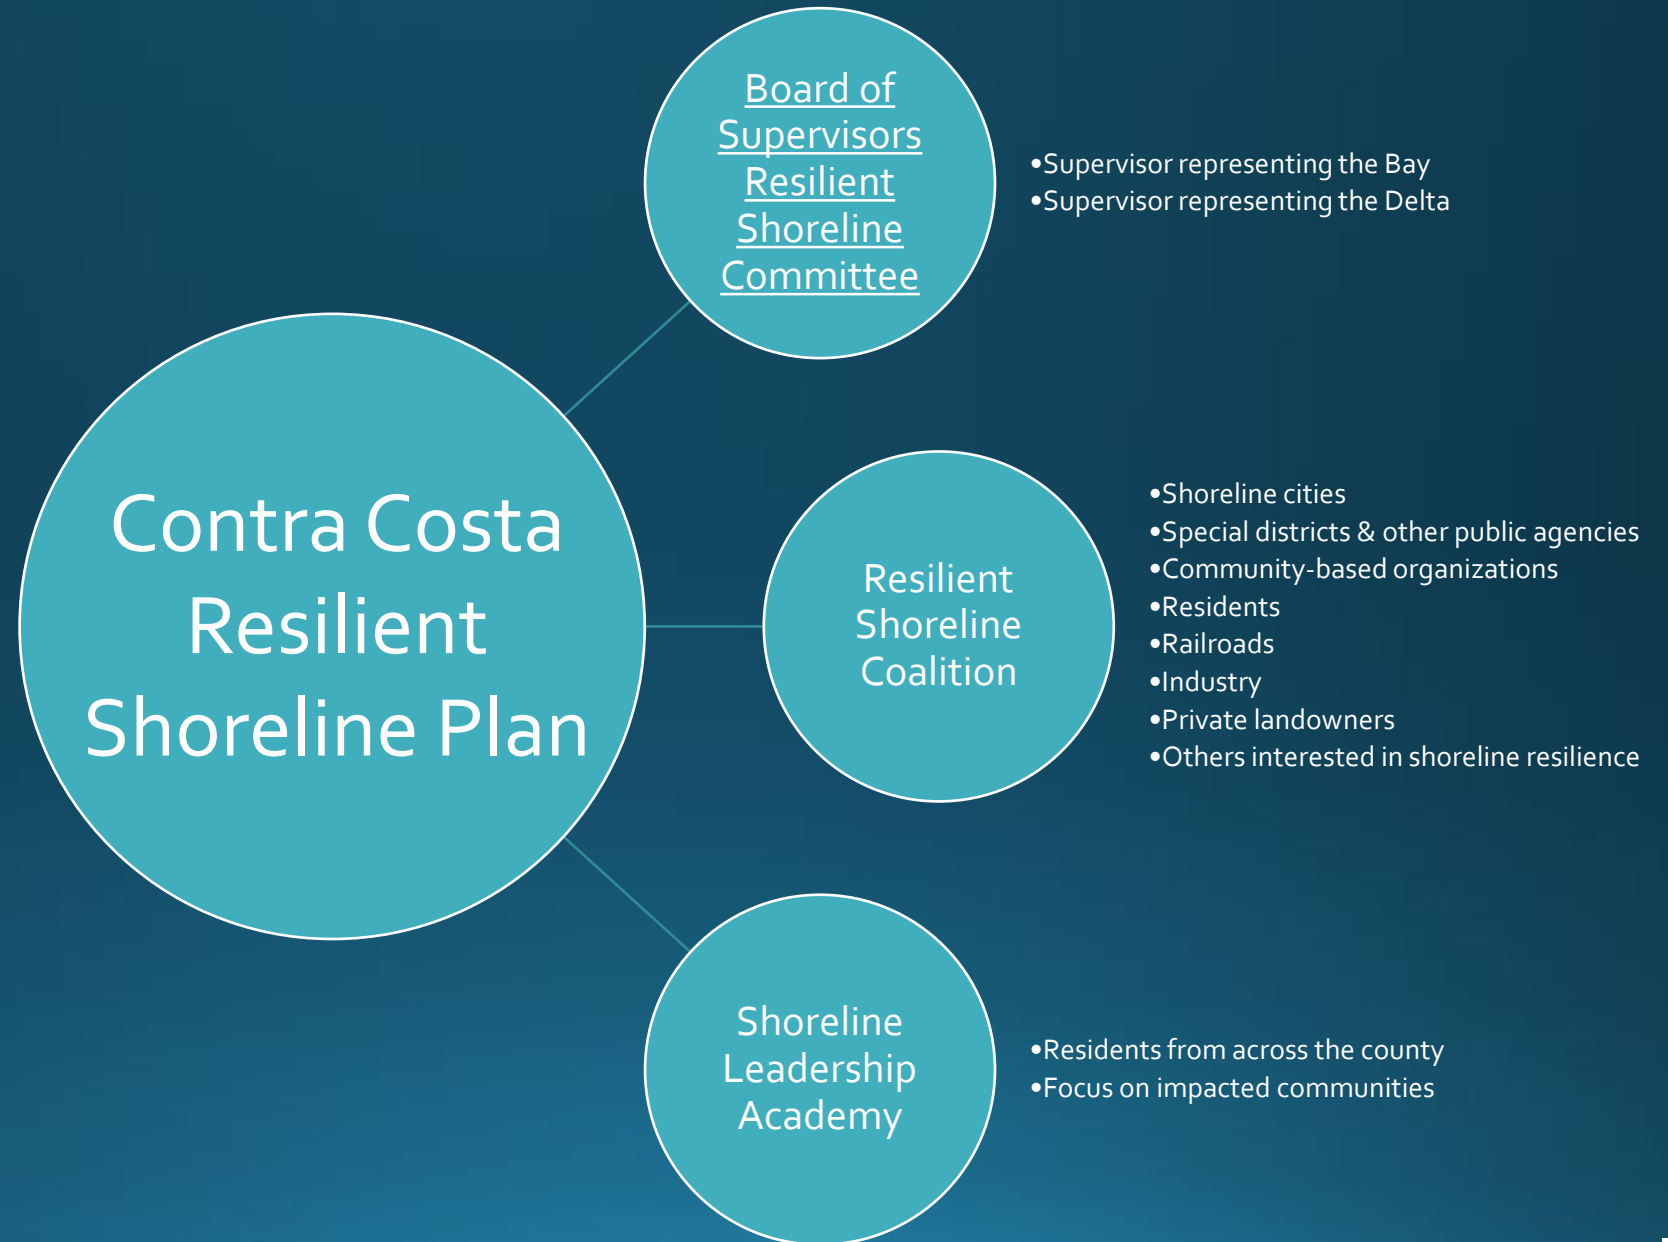 Contra Costa
Resilient
Shoreline Plan
Board of
Supervisors
Resilient
Shoreline
Committee
•Supervisor representing the Bay
•Supervisor representing the Delta
Resilient
Shoreline
Coalition
•Shoreline cities
•Special districts & other public agencies
•Community-based organizations
•Residents
•Railroads
•Industry
•Private landowners
•Others interested in shoreline resilience
Shoreline
Leadership
Academy
•Residents from across the county
•Focus on impacted communities